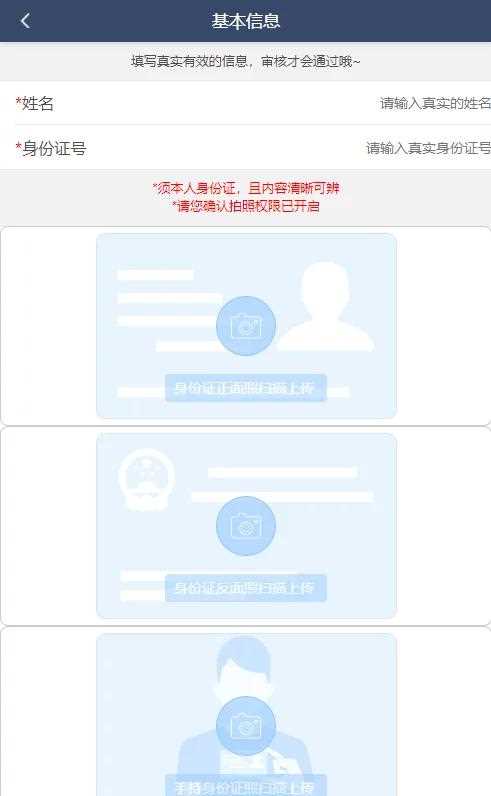 基本信息
填写真实有效的信息，审核才会通过哦~
*姓名
请输入真实的姓名
*身份证号
请输入真实身份证号
*须本人身份证，且内容清晰可辨
*请您确认拍照权限已开启
身份证正面照扫描上传
身份证反面照扫描上传
手持身份证照扫描上传